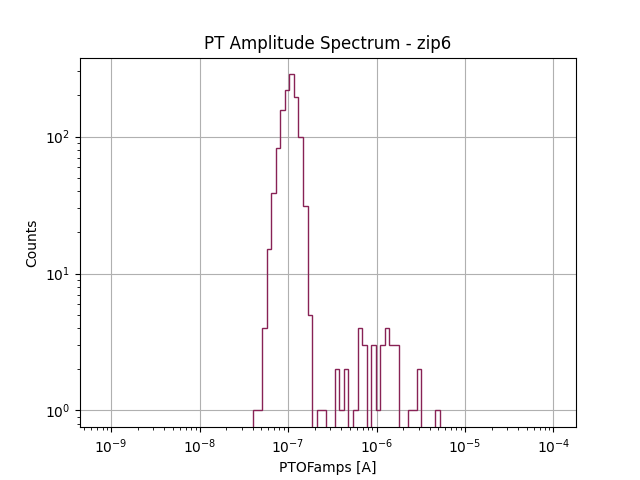 PT Amplitude Spectrum - zip6
Counts
10²
10¹
10⁰
10⁻⁹ 10⁻⁸ 10⁻⁷ 10⁻⁶ 10⁻⁵ 10⁻⁴
PTOFamps [A]